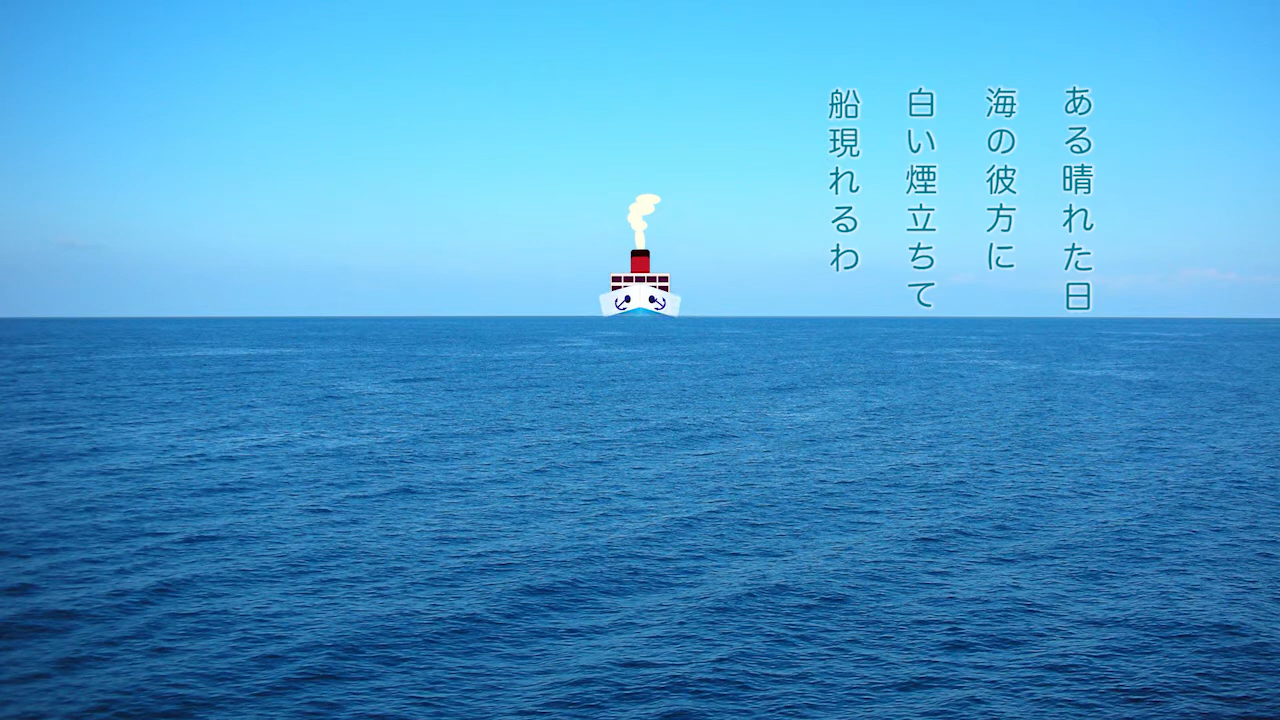 ある晴れた日
海の彼方に
白い煙立ちて
船現れるわ